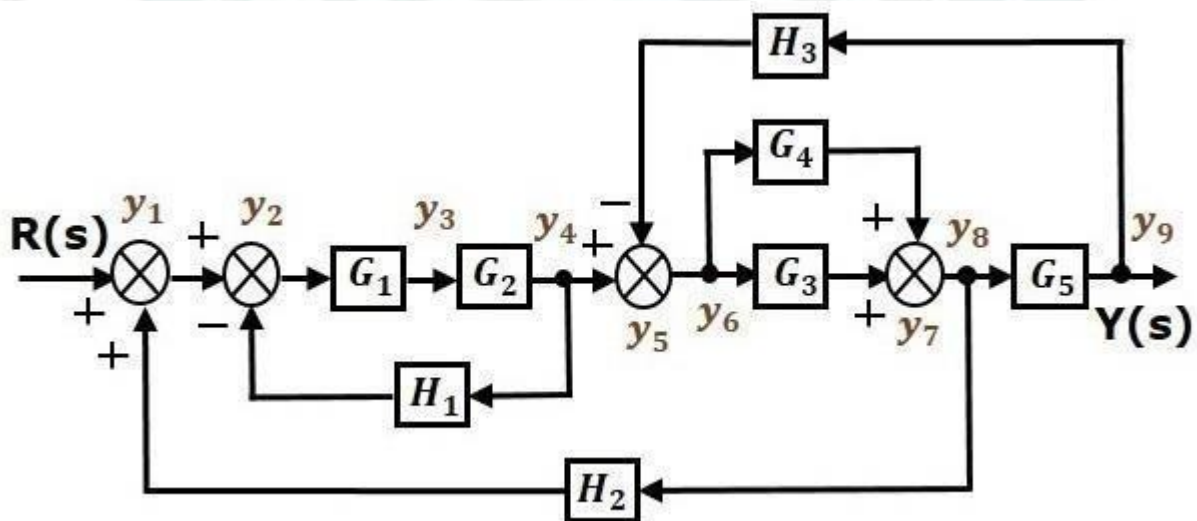 H₃
G₄
R(s)
y₁
y₂
y₃
y₄
y₈
y₉
+
−
+
+
G₁
G₂
G₃
G₅
+
−
y₅
y₆
+
y₇
Y(s)
+
H₁
H₂